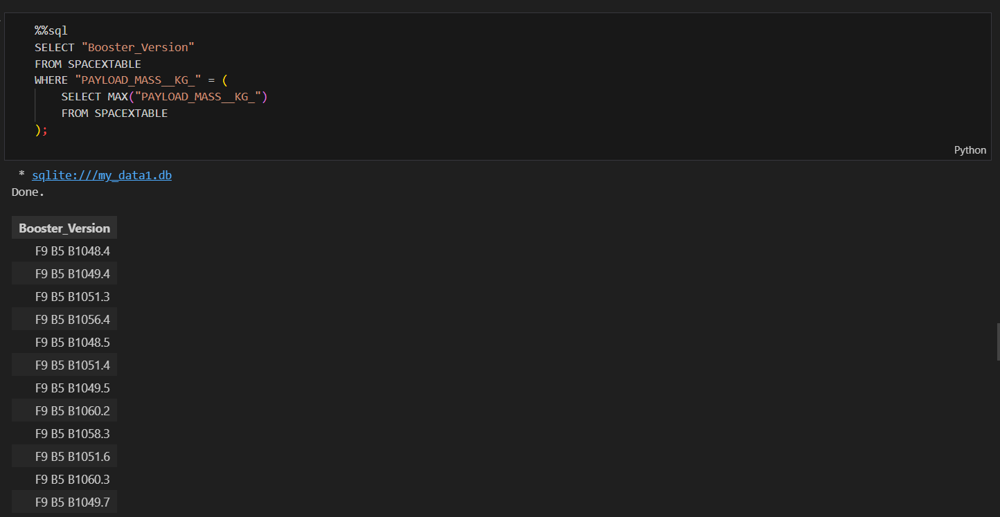 %%sql
SELECT "Booster_Version"
FROM SPACEXTABLE
WHERE "PAYLOAD_MASS__KG_" = (
    SELECT MAX("PAYLOAD_MASS__KG_")
    FROM SPACEXTABLE
);
Python
* sqlite:///my_data1.db
Done.
Booster_Version
F9 B5 B1048.4
F9 B5 B1049.4
F9 B5 B1051.3
F9 B5 B1056.4
F9 B5 B1048.5
F9 B5 B1051.4
F9 B5 B1049.5
F9 B5 B1060.2
F9 B5 B1058.3
F9 B5 B1051.6
F9 B5 B1060.3
F9 B5 B1049.7